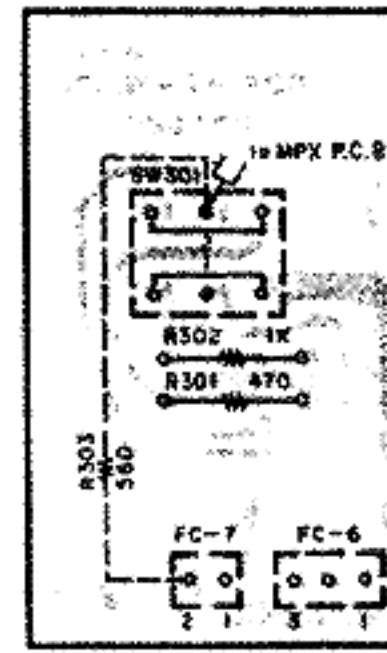 to MPX P.C.B
SW301
R302 1K
R301 470
R303
560
FC-7 FC-6
2 1 3 1